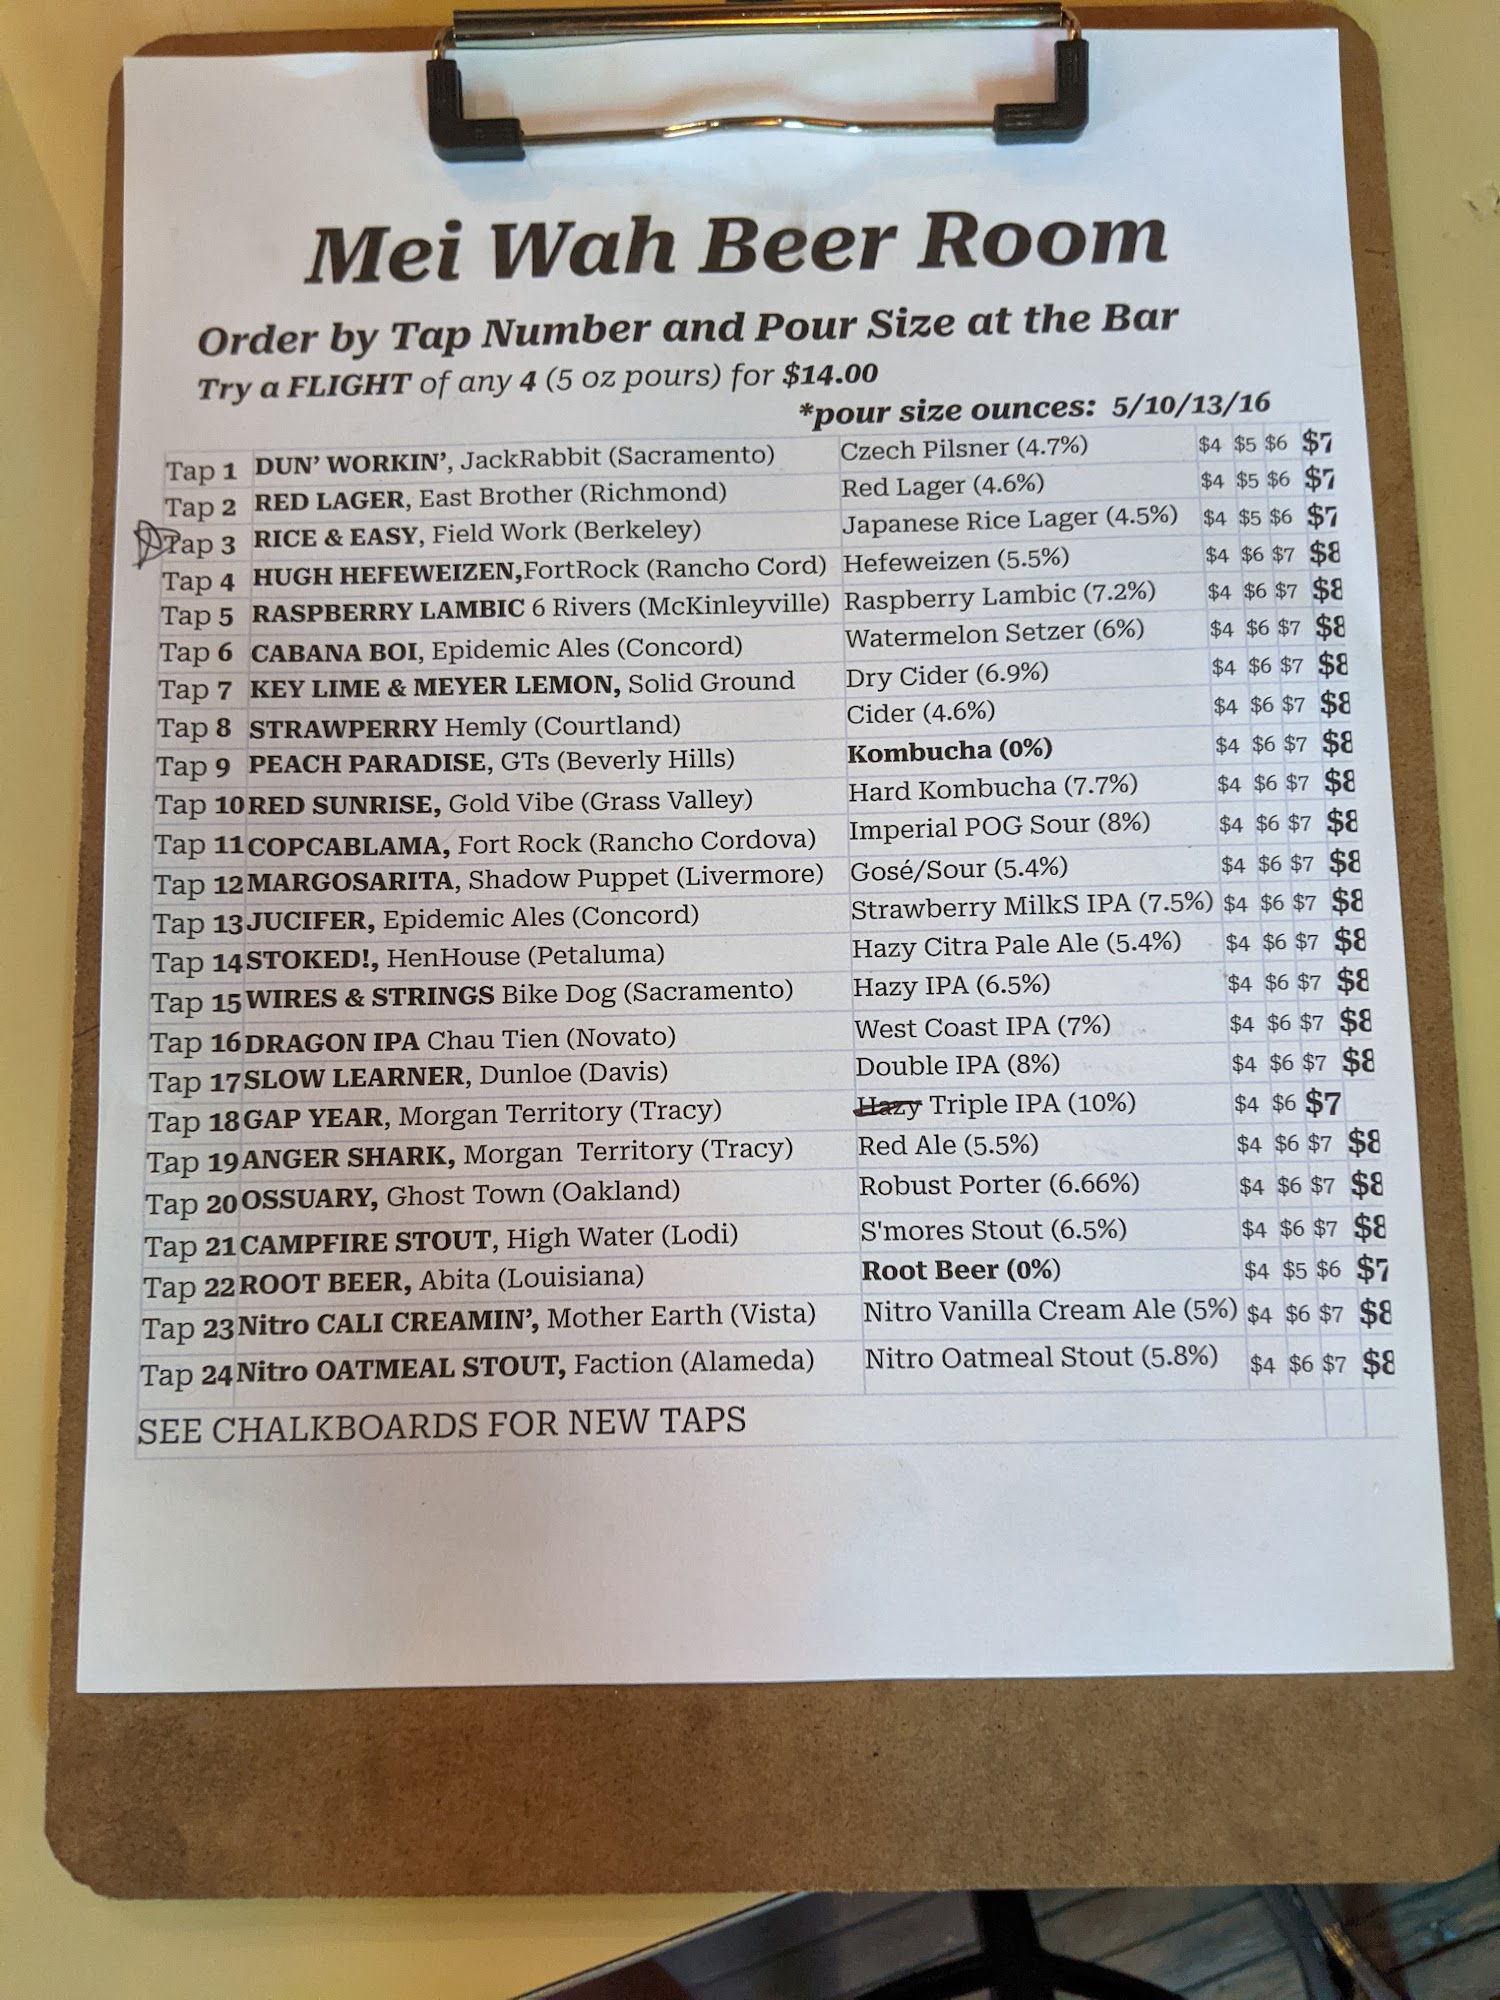 Mei Wah Beer Room
Order by Tap Number and Pour Size at the Bar
Try a FLIGHT of any 4 (5 oz pours) for $14.00
*pour size ounces: 5/10/13/16
Tap 1 DUN' WORKIN', JackRabbit (Sacramento) Czech Pilsner (4.7%) $4 $5 $6 $7
Tap 2 RED LAGER, East Brother (Richmond) Red Lager (4.6%) $4 $5 $6 $7
Tap 3 RICE & EASY, Field Work (Berkeley) Japanese Rice Lager (4.5%) $4 $5 $6 $7
Tap 4 HUGH HEFEWEIZEN,FortRock (Rancho Cord) Hefeweizen (5.5%) $4 $6 $7 $8
Tap 5 RASPBERRY LAMBIC 6 Rivers (McKinleyville) Raspberry Lambic (7.2%) $4 $6 $7 $8
Tap 6 CABANA BOI, Epidemic Ales (Concord) Watermelon Setzer (6%) $4 $6 $7 $8
Tap 7 KEY LIME & MEYER LEMON, Solid Ground Dry Cider (6.9%) $4 $6 $7 $8
Tap 8 STRAWPERRY Hemly (Courtland) Cider (4.6%) $4 $6 $7 $8
Tap 9 PEACH PARADISE, GTs (Beverly Hills) Kombucha (0%) $4 $6 $7 $8
Tap 10 RED SUNRISE, Gold Vibe (Grass Valley) Hard Kombucha (7.7%) $4 $6 $7 $8
Tap 11 COPCABLAMA, Fort Rock (Rancho Cordova) Imperial POG Sour (8%) $4 $6 $7 $8
Tap 12 MARGOSARITA, Shadow Puppet (Livermore) Gosé/Sour (5.4%) $4 $6 $7 $8
Tap 13 JUCIFER, Epidemic Ales (Concord) Strawberry MilkS IPA (7.5%) $4 $6 $7 $8
Tap 14 STOKED!, HenHouse (Petaluma) Hazy Citra Pale Ale (5.4%) $4 $6 $7 $8
Tap 15 WIRES & STRINGS Bike Dog (Sacramento) Hazy IPA (6.5%) $4 $6 $7 $8
Tap 16 DRAGON IPA Chau Tien (Novato) West Coast IPA (7%) $4 $6 $7 $8
Tap 17 SLOW LEARNER, Dunloe (Davis) Double IPA (8%) $4 $6 $7 $8
Tap 18 GAP YEAR, Morgan Territory (Tracy) Hazy Triple IPA (10%) $4 $6 $7
Tap 19 ANGER SHARK, Morgan Territory (Tracy) Red Ale (5.5%) $4 $6 $7 $8
Tap 20 OSSUARY, Ghost Town (Oakland) Robust Porter (6.66%) $4 $6 $7 $8
Tap 21 CAMPFIRE STOUT, High Water (Lodi) S'mores Stout (6.5%) $4 $6 $7 $8
Tap 22 ROOT BEER, Abita (Louisiana) Root Beer (0%) $4 $5 $6 $7
Tap 23 Nitro CALI CREAMIN', Mother Earth (Vista) Nitro Vanilla Cream Ale (5%) $4 $6 $7 $8
Tap 24 Nitro OATMEAL STOUT, Faction (Alameda) Nitro Oatmeal Stout (5.8%) $4 $6 $7 $8
SEE CHALKBOARDS FOR NEW TAPS